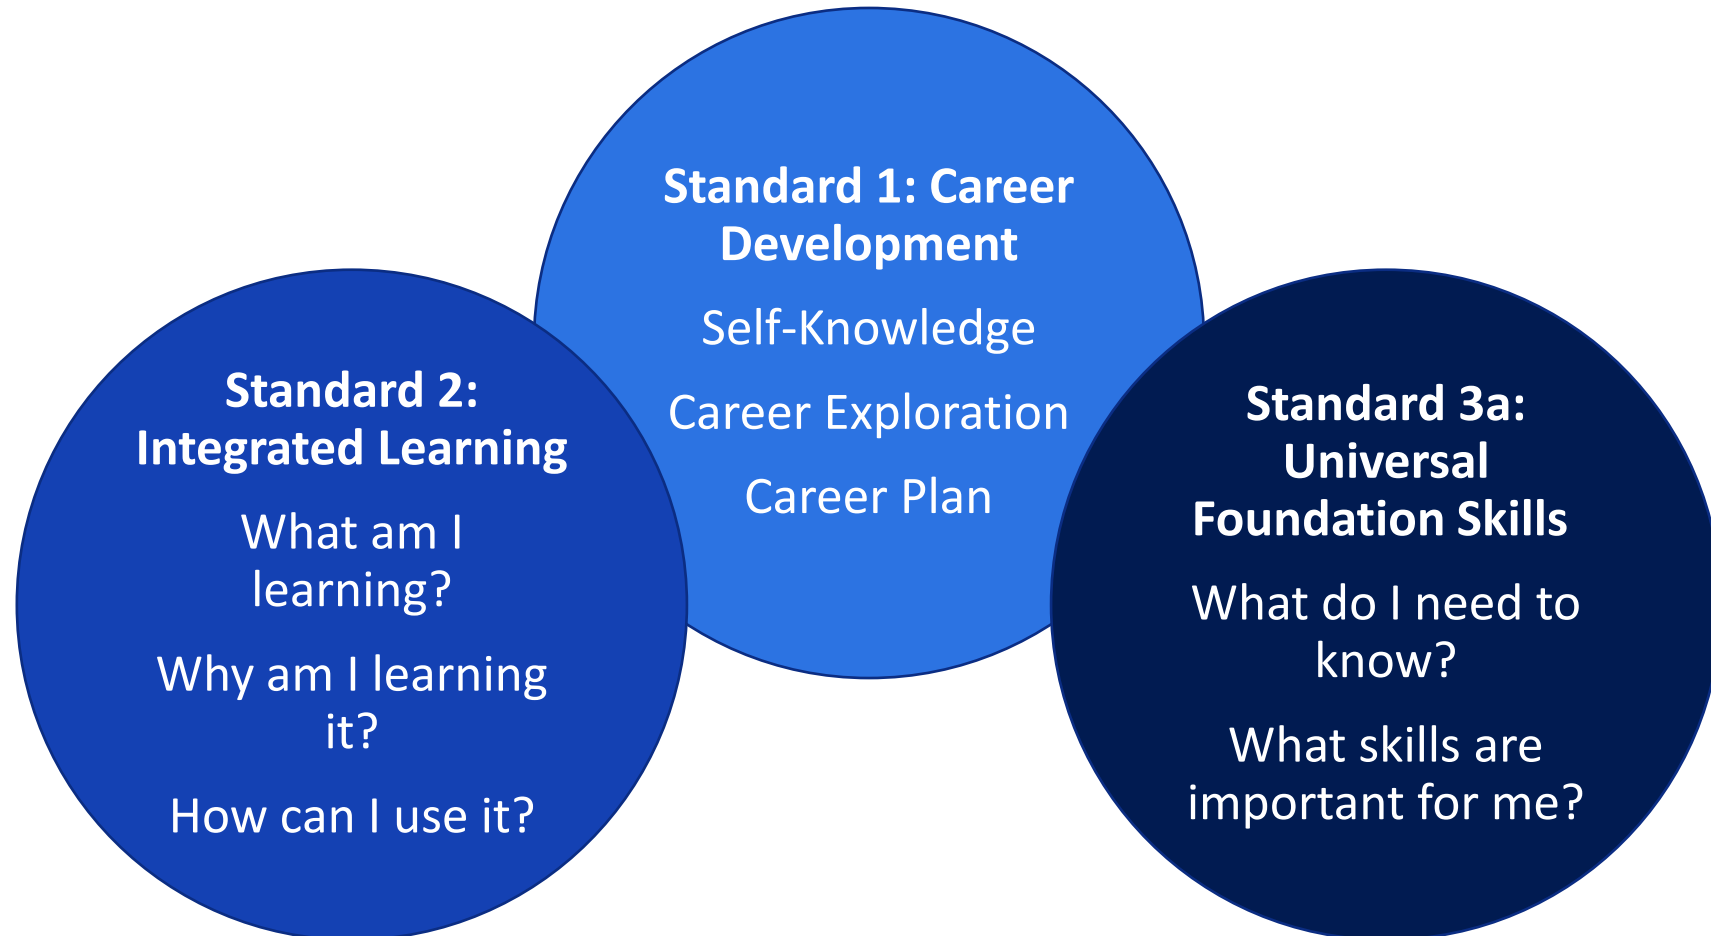 Standard 1: Career
Development
Self-Knowledge
Career Exploration
Career Plan
Standard 2:
Integrated Learning
What am I
learning?
Why am I learning
it?
How can I use it?
Standard 3a:
Universal
Foundation Skills
What do I need to
know?
What skills are
important for me?